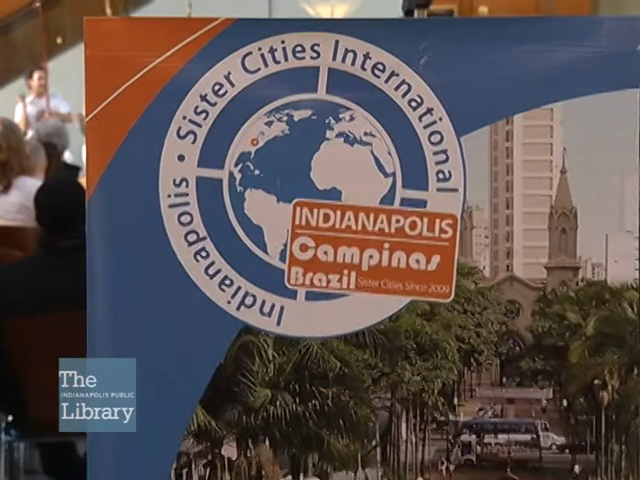 Indianapolis • Sister Cities International
INDIANAPOLIS
Campinas
Brazil Sister Cities Since 2009
The
INDIANAPOLIS PUBLIC
Library